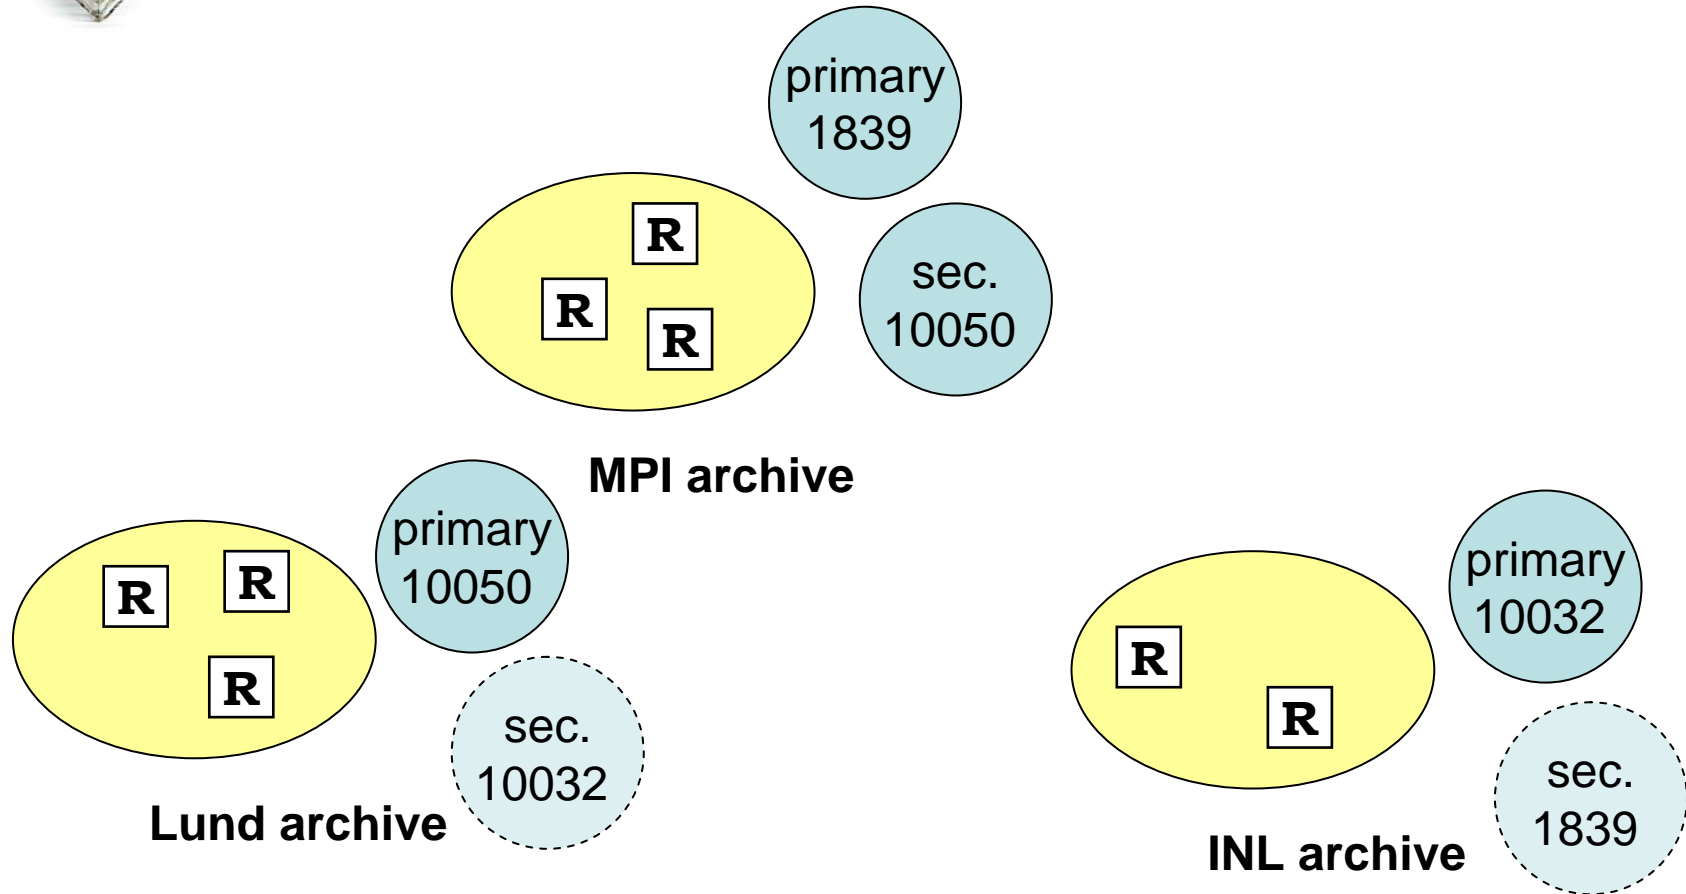 primary
1839
R
R
R
sec.
10050
MPI archive
primary
10050
R
R
R
sec.
10032
Lund archive
primary
10032
R
R
sec.
1839
INL archive